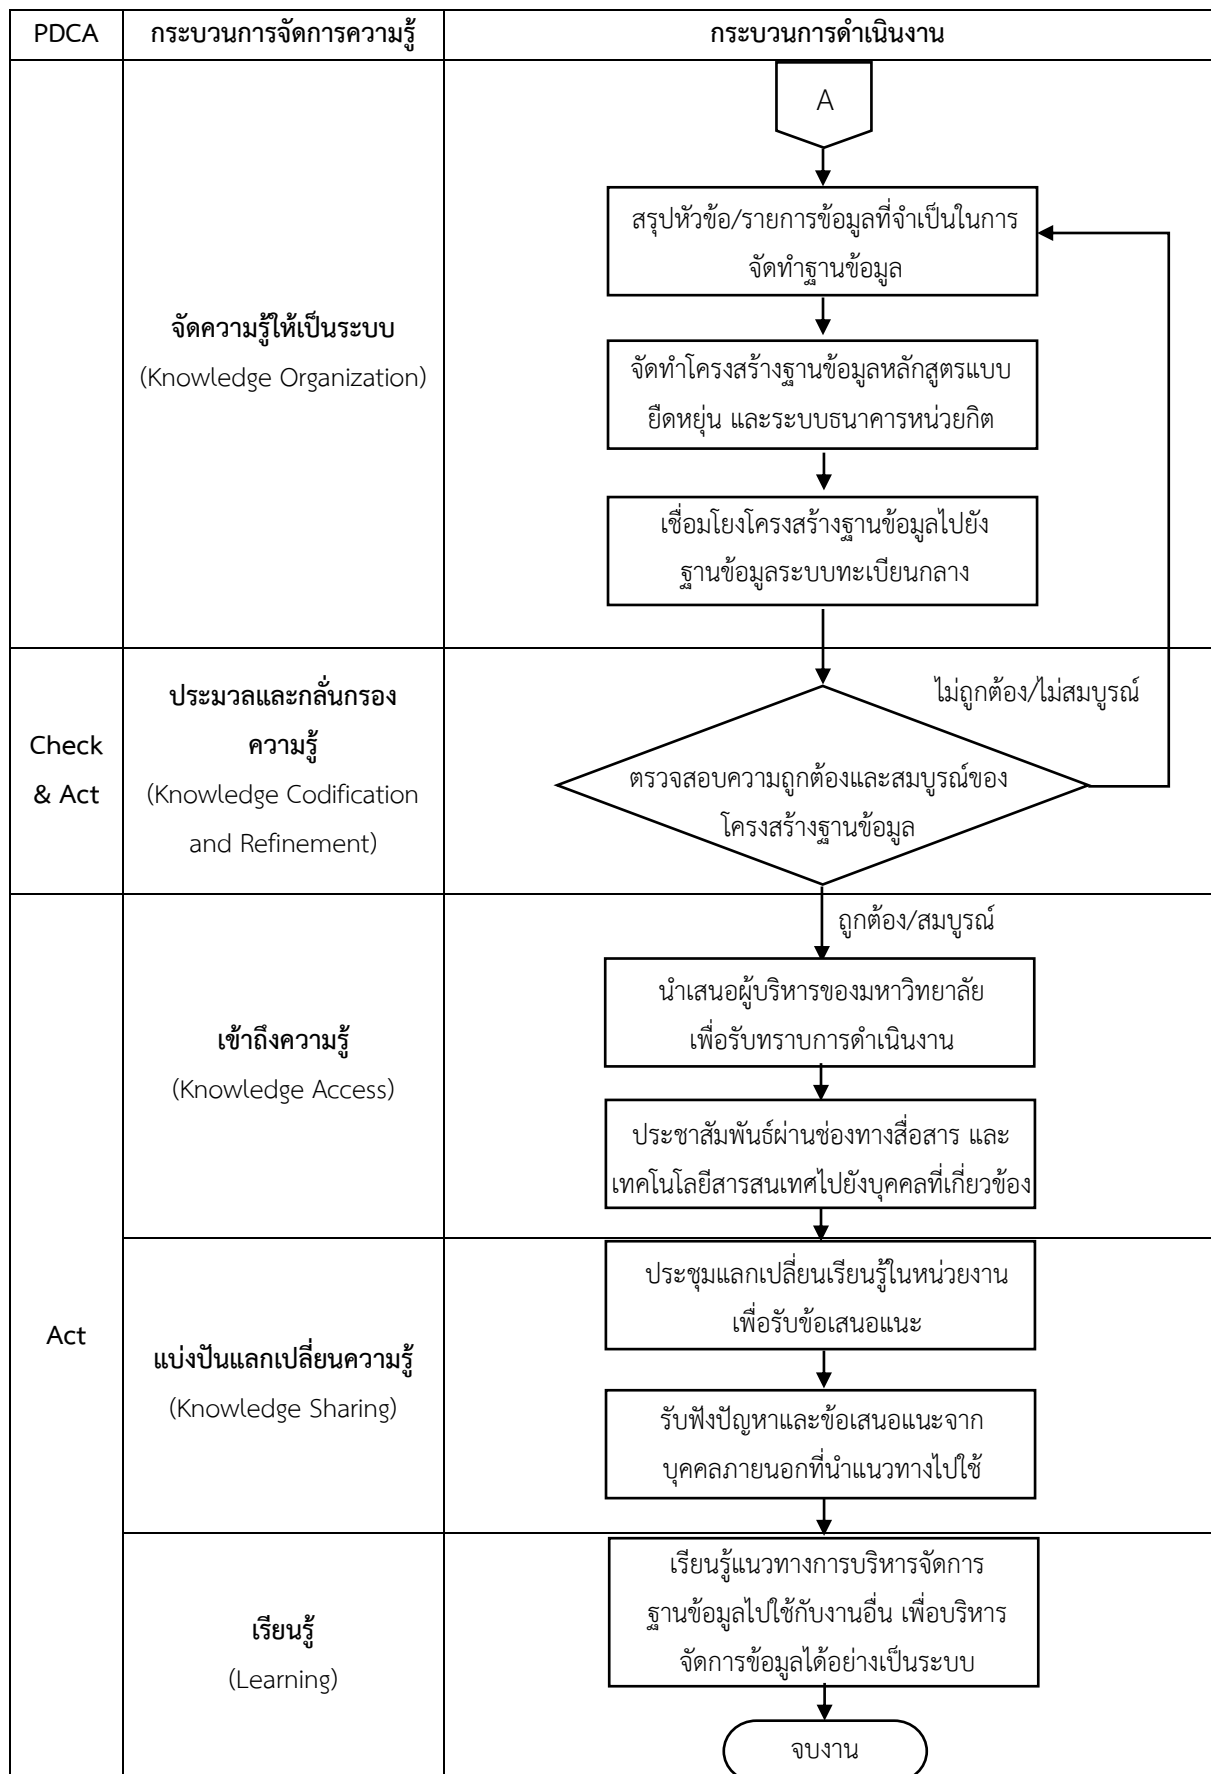 PDCA
กระบวนการจัดการความรู้
กระบวนการดำเนินงาน
A
จัดความรู้ให้เป็นระบบ
(Knowledge Organization)
สรุปหัวข้อ/รายการข้อมูลที่จำเป็นในการ
จัดทำฐานข้อมูล
จัดทำโครงสร้างฐานข้อมูลหลักสูตรแบบ
ยืดหยุ่น และระบบธนาคารหน่วยกิต
เชื่อมโยงโครงสร้างฐานข้อมูลไปยัง
ฐานข้อมูลระบบทะเบียนกลาง
Check
& Act
ประมวลและกลั่นกรอง
ความรู้
(Knowledge Codification
and Refinement)
ไม่ถูกต้อง/ไม่สมบูรณ์
ตรวจสอบความถูกต้องและสมบูรณ์ของ
โครงสร้างฐานข้อมูล
ถูกต้อง/สมบูรณ์
Act
เข้าถึงความรู้
(Knowledge Access)
นำเสนอผู้บริหารของมหาวิทยาลัย
เพื่อรับทราบการดำเนินงาน
ประชาสัมพันธ์ผ่านช่องทางสื่อสาร และ
เทคโนโลยีสารสนเทศไปยังบุคคลที่เกี่ยวข้อง
แบ่งปันแลกเปลี่ยนความรู้
(Knowledge Sharing)
ประชุมแลกเปลี่ยนเรียนรู้ในหน่วยงาน
เพื่อรับข้อเสนอแนะ
รับฟังปัญหาและข้อเสนอแนะจาก
บุคคลภายนอกที่นำแนวทางไปใช้
เรียนรู้
(Learning)
เรียนรู้แนวทางการบริหารจัดการ
ฐานข้อมูลไปใช้กับงานอื่น เพื่อบริหาร
จัดการข้อมูลได้อย่างเป็นระบบ
จบงาน